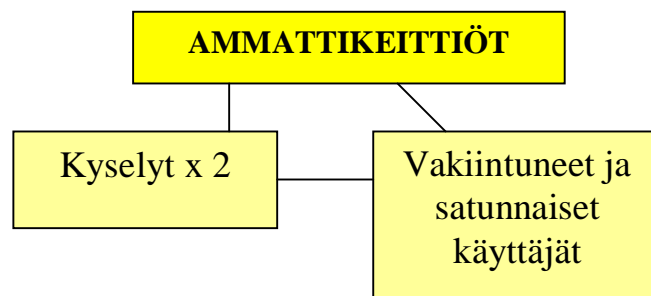 AMMATTIKEITTIÖT
Kyselyt x 2
Vakiintuneet ja
satunnaiset
käyttäjät